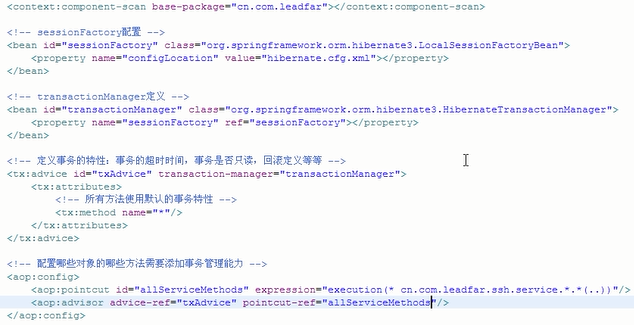 <context:component-scan base-package="cn.com.leadfar"></context:component-scan>
<!-- sessionFactory配置 -->
<bean id="sessionFactory" class="org.springframework.orm.hibernate3.LocalSessionFactoryBean">
<property name="configLocation" value="hibernate.cfg.xml"></property>
</bean>
<!-- transactionManager定义 -->
<bean id="transactionManager" class="org.springframework.orm.hibernate3.HibernateTransactionManager">
<property name="sessionFactory" ref="sessionFactory"></property>
</bean>
<!-- 定义事务的特性：事务的超时时间，事务是否只读，回滚定义等等 -->
<tx:advice id="txAdvice" transaction-manager="transactionManager">
<tx:attributes>
<!-- 所有方法使用默认的事务特性 -->
<tx:method name="*"/>
</tx:attributes>
</tx:advice>
<!-- 配置哪些对象的哪些方法需要添加事务管理能力 -->
<aop:config>
<aop:pointcut id="allServiceMethods" expression="execution(* cn.com.leadfar.ssh.service.*.*(..))"/>
<aop:advisor advice-ref="txAdvice" pointcut-ref="allServiceMethods"/>
</aop:config>